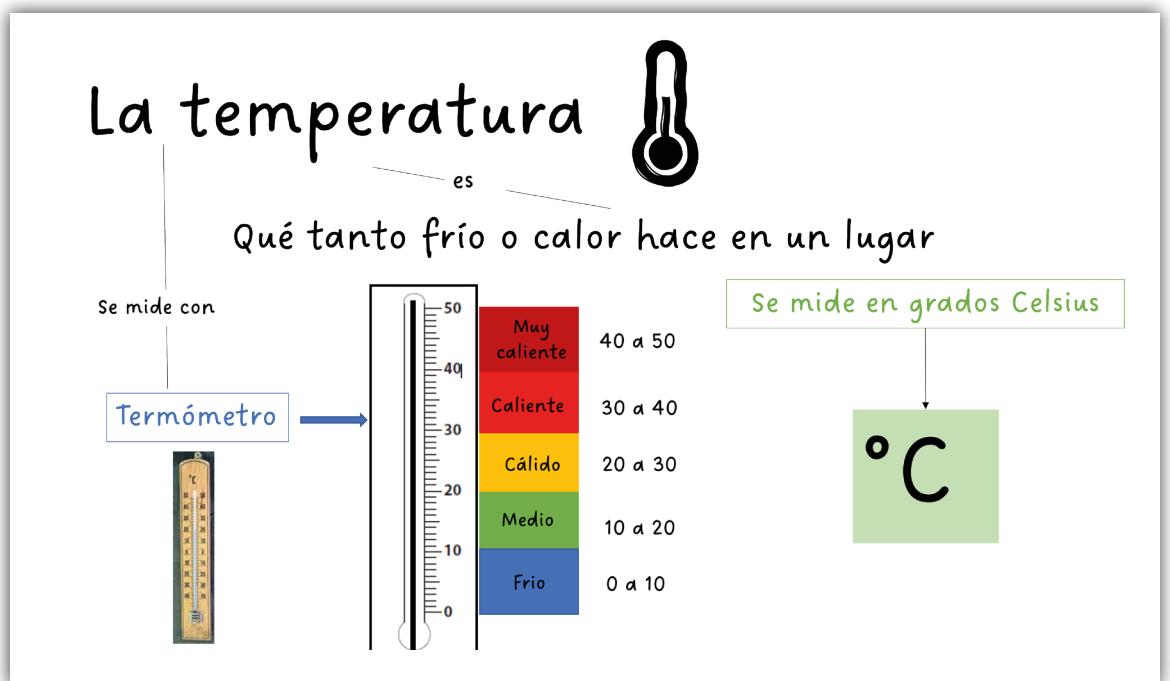 La temperatura
es
Qué tanto frío o calor hace en un lugar
Se mide con
Termómetro
°C
50
40
30
20
10
0
Muy
caliente
Caliente
Cálido
Medio
Frio
40 a 50
30 a 40
20 a 30
10 a 20
0 a 10
Se mide en grados Celsius
°C